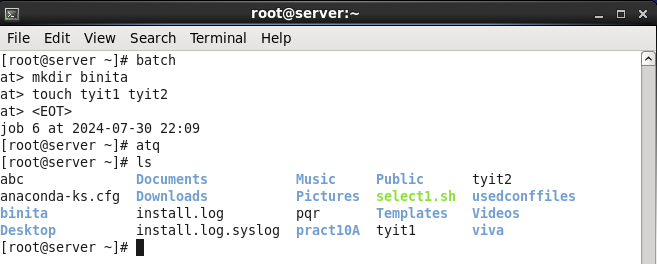 root@server:~
File Edit View Search Terminal Help
[root@server ~]# batch
at> mkdir binita
at> touch tyit1 tyit2
at> <EOT>
job 6 at 2024-07-30 22:09
[root@server ~]# atq
[root@server ~]# ls
abc Documents Music Public tyit2
anaconda-ks.cfg Downloads Pictures select1.sh usedconffiles
binita install.log pqr Templates Videos
Desktop install.log.syslog pract10A tyit1 viva
[root@server ~]#